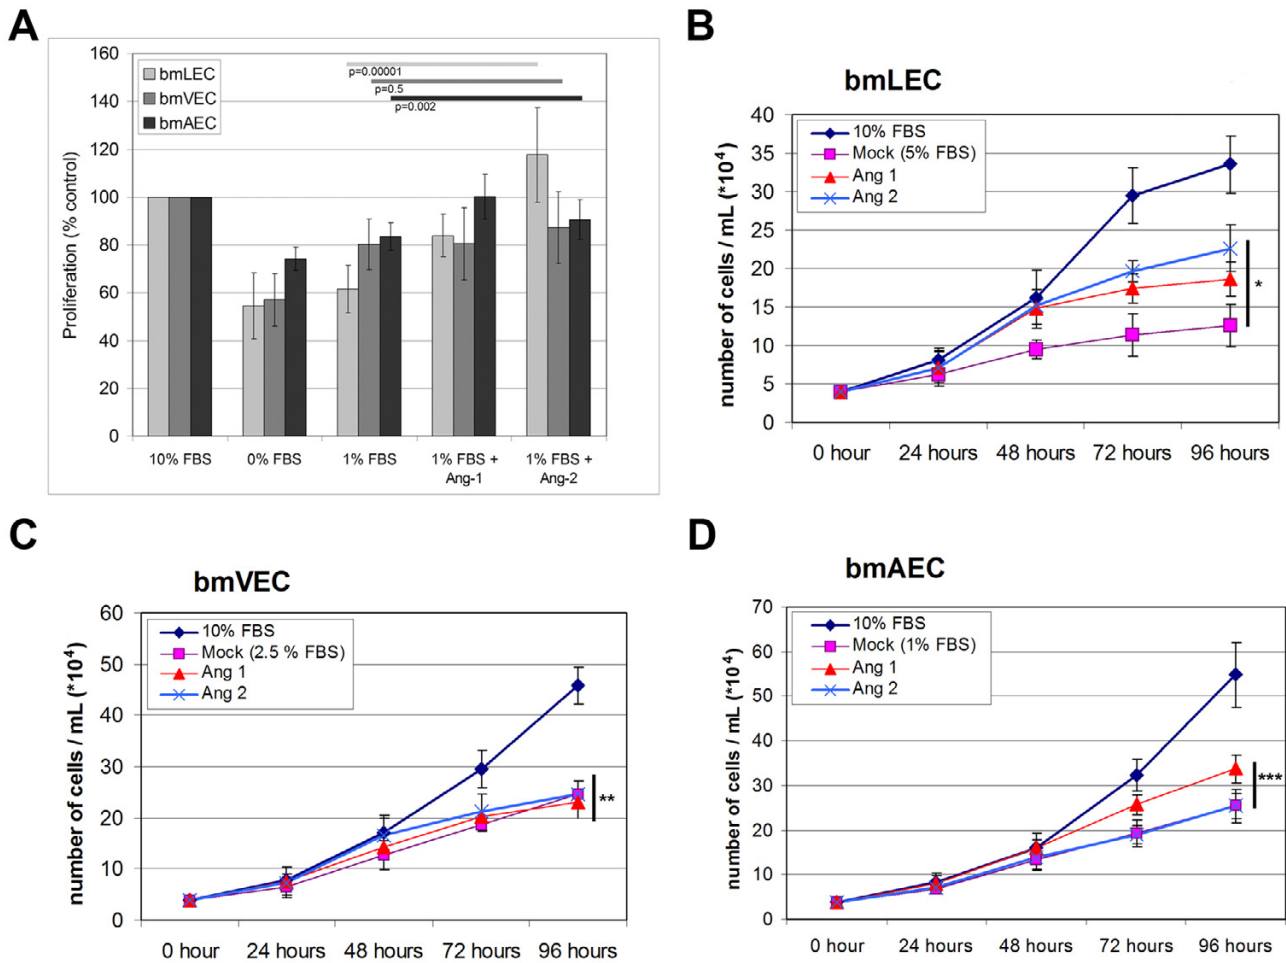 A
160
140
120
100
80
60
40
20
0
Proliferation (% control)
bmLEC
bmVEC
bmAEC
p=0.00001
p=0.5
p=0.002
10% FBS
0% FBS
1% FBS
1% FBS +
Ang-1
1% FBS +
Ang-2
B
bmLEC
40
35
30
25
20
15
10
5
0
number of cells / mL (*10⁴)
10% FBS
Mock (5% FBS)
Ang 1
Ang 2
*
0 hour
24 hours
48 hours
72 hours
96 hours
C
bmVEC
60
50
40
30
20
10
0
number of cells / mL (*10⁴)
10% FBS
Mock (2.5 % FBS)
Ang 1
Ang 2
**
0 hour
24 hours
48 hours
72 hours
96 hours
D
bmAEC
70
60
50
40
30
20
10
0
number of cells / mL (*10⁴)
10% FBS
Mock (1% FBS)
Ang 1
Ang 2
***
0 hour
24 hours
48 hours
72 hours
96 hours